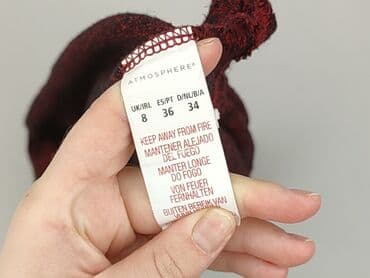 ATMOSPHERE®
UK/IRL ES/PT D/NL/B/A
8 36 34
KEEP AWAY FROM FIRE
MANTENER ALEJADO
DEL FUEGO
MANTER LONGE
DO FOGO
VON FEUER
FERNHALTEN
BUITEN BEREIK VAN